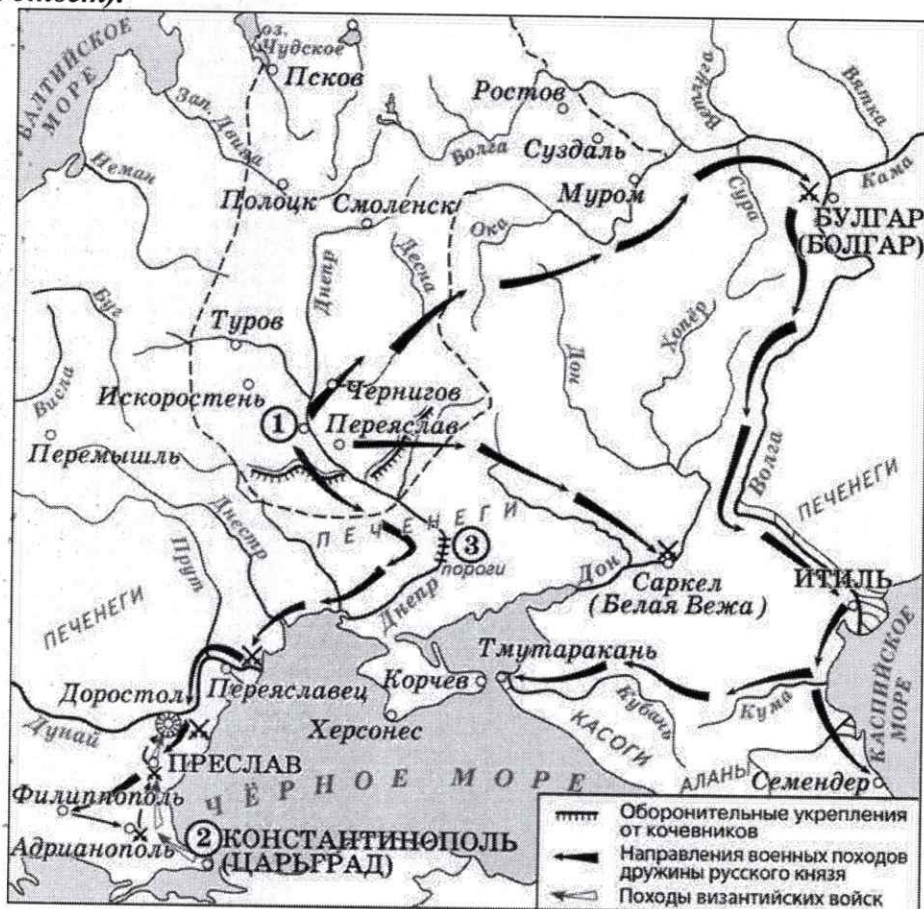 оз.
Чудское
БАЛТИЙСКОЕ
МОРЕ
Псков
Ростов
Ветлуга
Вятка
Зап. Двина
Волга
Суздаль
Кама
Неман
Муром
Сура
Полоцк
Смоленск
Ока
БУЛГАР
(БОЛГАР)
Днепр
Десна
Буг
Туров
Хопёр
Дон
Висла
Искоростень
Чернигов
1
Переяслав
Волга
Перемышль
ПЕЧЕНЕГИ
Днестр
ПЕЧЕНЕГИ
3
Прут
пороги
Дон
Саркел
(Белая Вежа)
ИТИЛЬ
Днепр
ПЕЧЕНЕГИ
Тмутаракань
Доростол
Переяславец
Корчев
Кубань
Кума
КАСПИЙСКОЕ
МОРЕ
Дунай
Херсонес
КАСОГИ
ПРЕСЛАВ
АЛАНЫ
Семендер
ЧЁРНОЕ МОРЕ
Филиппополь
Адрианополь
2
КОНСТАНТИНОПОЛЬ
(ЦАРЬГРАД)
Оборонительные укрепления
от кочевников
Направления военных походов
дружины русского князя
Походы византийских войск